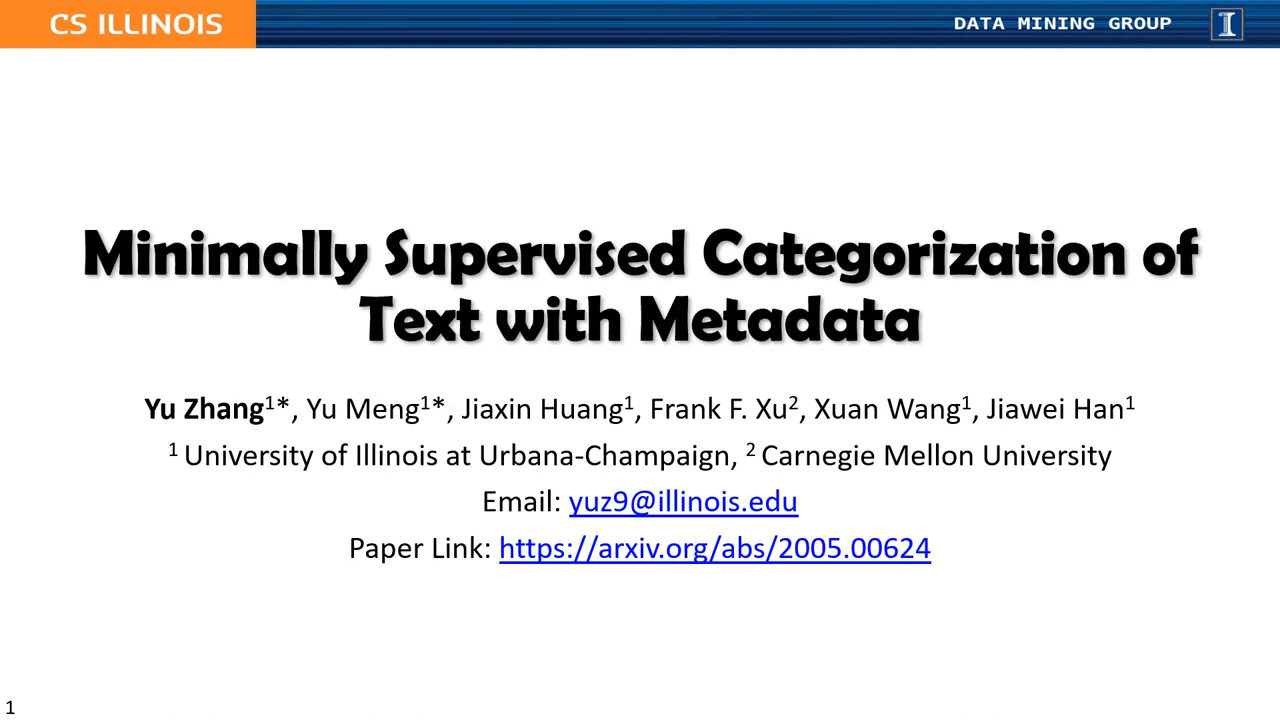 CS ILLINOIS
DATA MINING GROUP
I
Minimally Supervised Categorization of
Text with Metadata
Yu Zhang1*, Yu Meng1*, Jiaxin Huang1, Frank F. Xu2, Xuan Wang1, Jiawei Han1
1 University of Illinois at Urbana-Champaign, 2 Carnegie Mellon University
Email: yuz9@illinois.edu
Paper Link: https://arxiv.org/abs/2005.00624
1